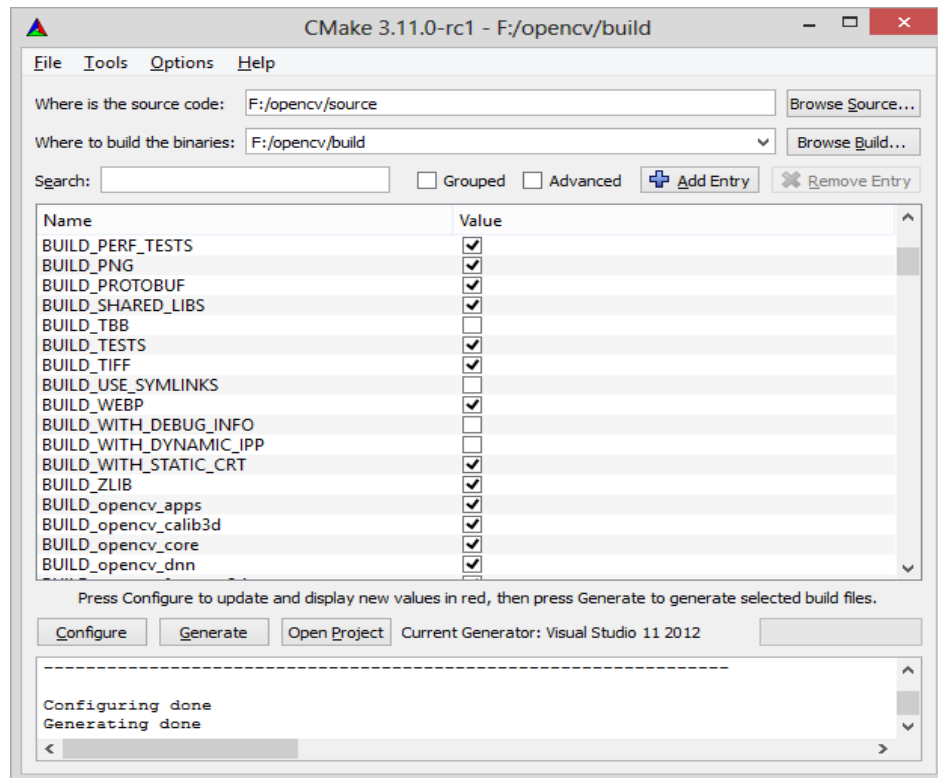 CMake 3.11.0-rc1 - F:/opencv/build
File Tools Options Help
Where is the source code: F:/opencv/source Browse Source...
Where to build the binaries: F:/opencv/build Browse Build...
Search: Grouped Advanced Add Entry Remove Entry
Name Value
BUILD_PERF_TESTS
BUILD_PNG
BUILD_PROTOBUF
BUILD_SHARED_LIBS
BUILD_TBB
BUILD_TESTS
BUILD_TIFF
BUILD_USE_SYMLINKS
BUILD_WEBP
BUILD_WITH_DEBUG_INFO
BUILD_WITH_DYNAMIC_IPP
BUILD_WITH_STATIC_CRT
BUILD_ZLIB
BUILD_opencv_apps
BUILD_opencv_calib3d
BUILD_opencv_core
BUILD_opencv_dnn
Press Configure to update and display new values in red, then press Generate to generate selected build files.
Configure Generate Open Project Current Generator: Visual Studio 11 2012
Configuring done
Generating done